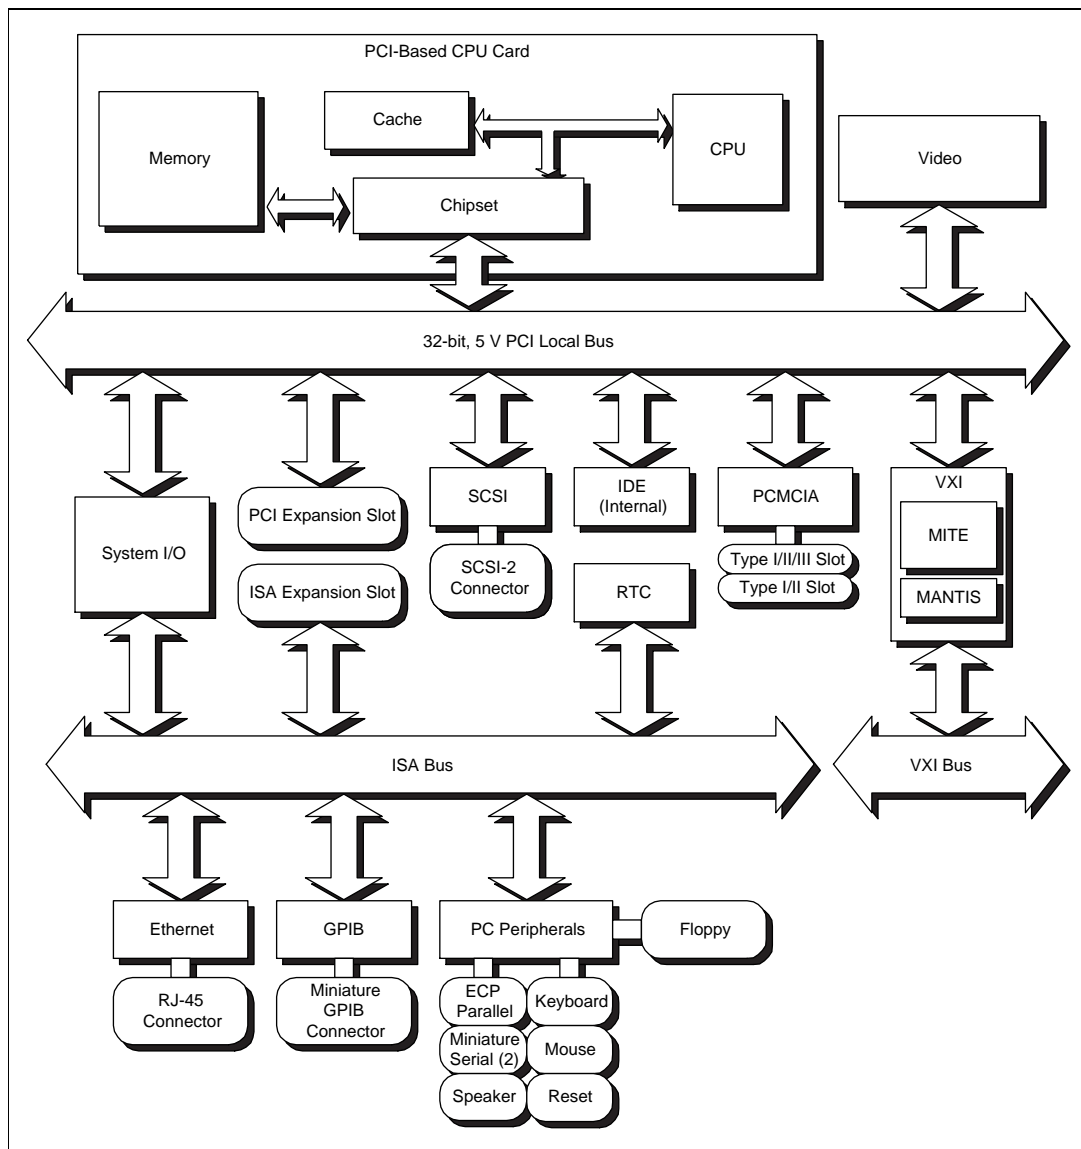 PCI-Based CPU Card
Memory
Cache
CPU
Chipset
Video
32-bit, 5 V PCI Local Bus
System I/O
PCI Expansion Slot
ISA Expansion Slot
SCSI
SCSI-2
Connector
IDE
(Internal)
RTC
PCMCIA
Type I/II/III Slot
Type I/II Slot
VXI
MITE
MANTIS
ISA Bus
VXI Bus
Ethernet
RJ-45
Connector
GPIB
Miniature
GPIB
Connector
PC Peripherals
Floppy
ECP
Parallel
Keyboard
Miniature
Serial (2)
Mouse
Speaker
Reset